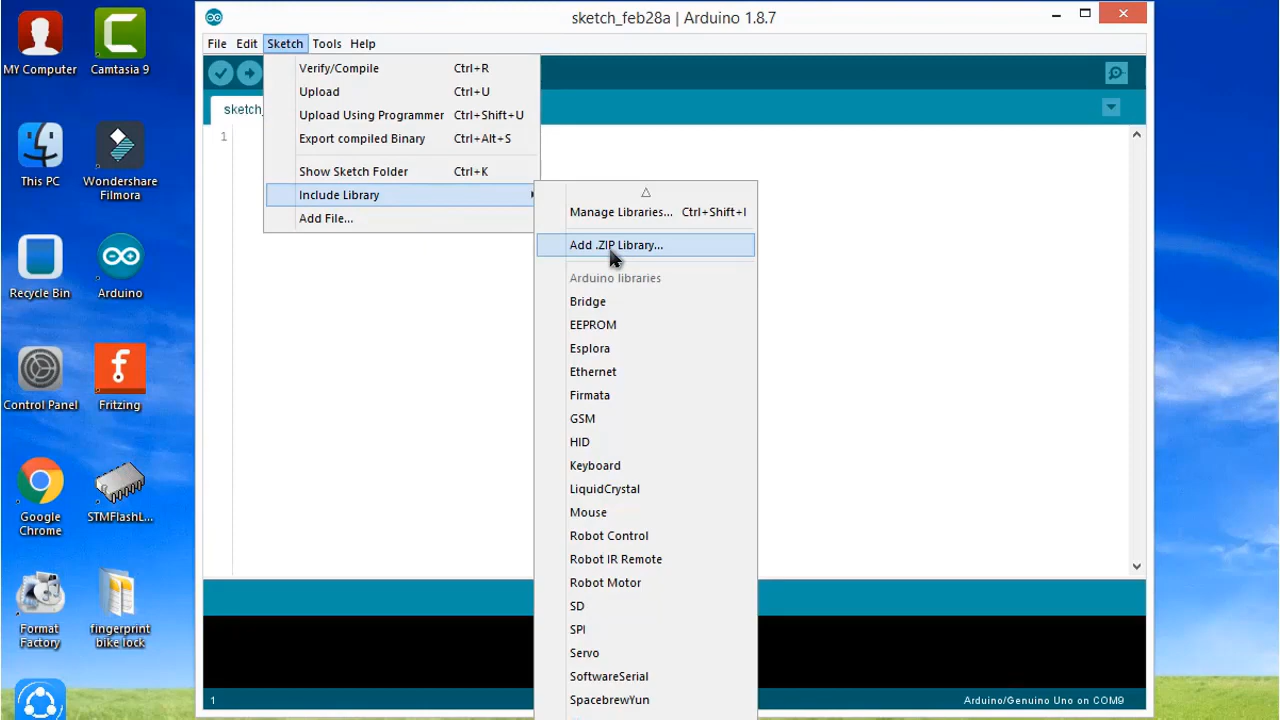 sketch_feb28a | Arduino 1.8.7
File Edit Sketch Tools Help
Verify/Compile Ctrl+R
Upload Ctrl+U
Upload Using Programmer Ctrl+Shift+U
Export compiled Binary Ctrl+Alt+S
Show Sketch Folder Ctrl+K
Include Library
Add File...
sketch_
1
Manage Libraries... Ctrl+Shift+I
Add .ZIP Library...
Arduino libraries
Bridge
EEPROM
Esplora
Ethernet
Firmata
GSM
HID
Keyboard
LiquidCrystal
Mouse
Robot Control
Robot IR Remote
Robot Motor
SD
SPI
Servo
SoftwareSerial
SpacebrewYun
1
Arduino/Genuino Uno on COM9
MY Computer
Camtasia 9
This PC
Wondershare
Filmora
Recycle Bin
Arduino
Control Panel
Fritzing
Google
Chrome
STMFlashL...
Format
Factory
fingerprint
bike lock